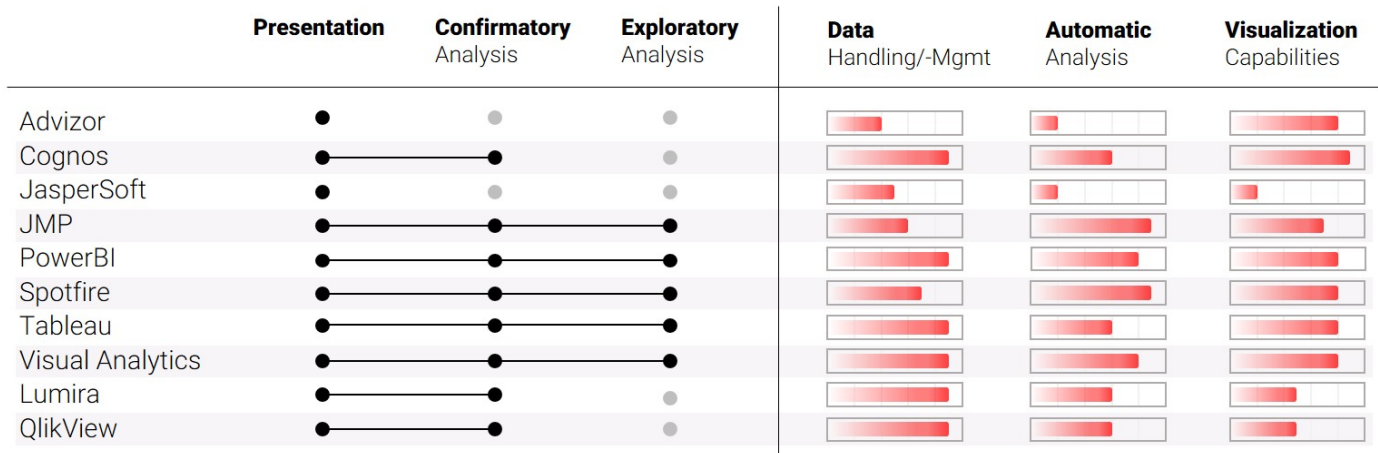 Presentation Confirmatory Exploratory Data Automatic Visualization
Analysis Analysis Handling/-Mgmt Analysis Capabilities
Advizor
Cognos
JasperSoft
JMP
PowerBI
Spotfire
Tableau
Visual Analytics
Lumira
QlikView